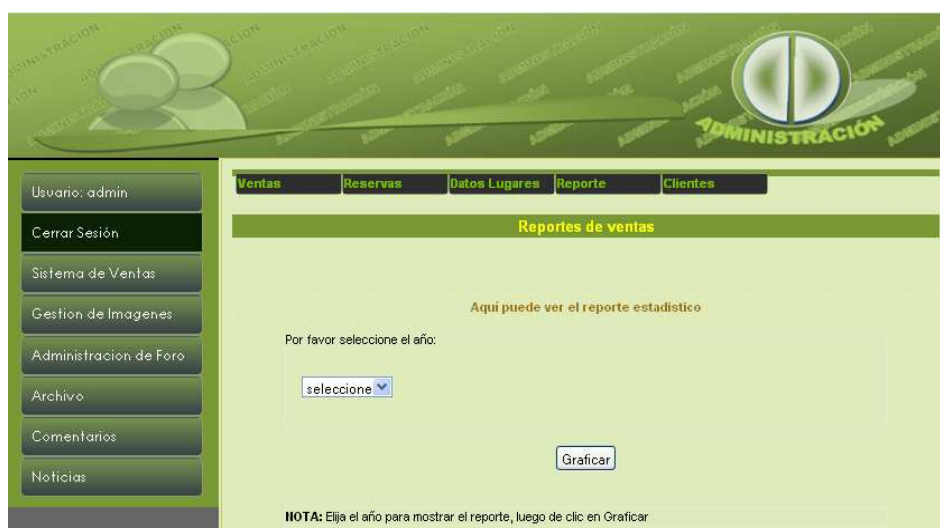 ADMINISTRACIÓN
Usuario: admin
Cerrar Sesión
Sistema de Ventas
Gestion de Imagenes
Administracion de Foro
Archivo
Comentarios
Noticias
Ventas Reservas Datos Lugares Reporte Clientes
Reportes de ventas
Aquí puede ver el reporte estadistico
Por favor seleccione el año:
seleccione
Graficar
NOTA: Elija el año para mostrar el reporte, luego de clic en Graficar